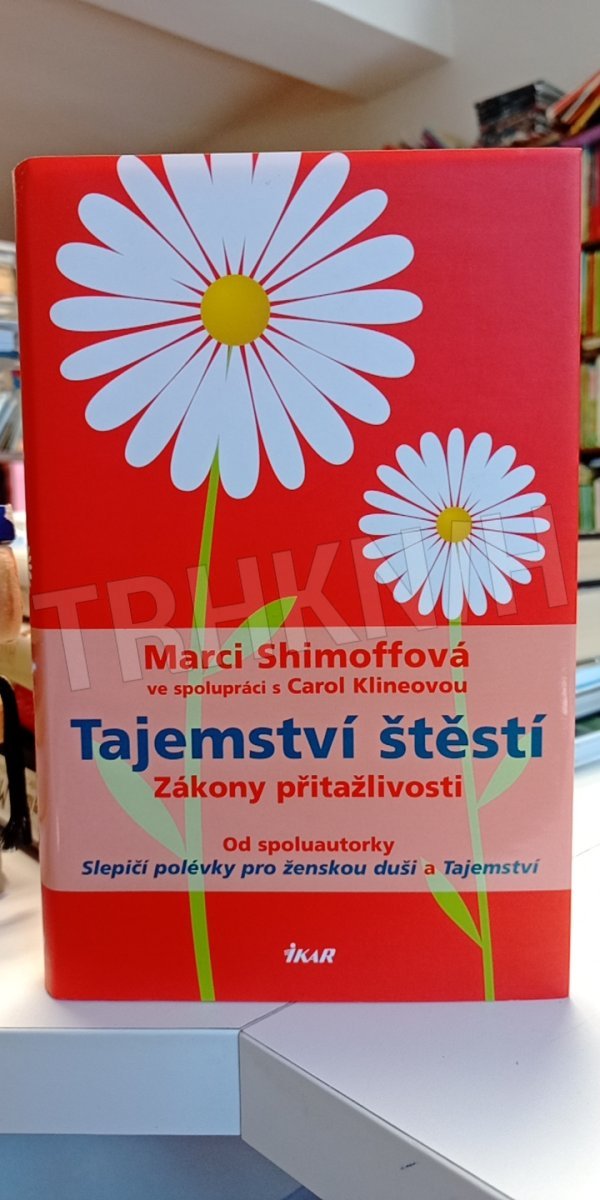 TRHKNIH
Marci Shimoffová
ve spolupráci s Carol Klineovou
Tajemství štěstí
Zákony přitažlivosti
Od spoluautorky
Slepičí polévky pro ženskou duši a Tajemství
iKAR